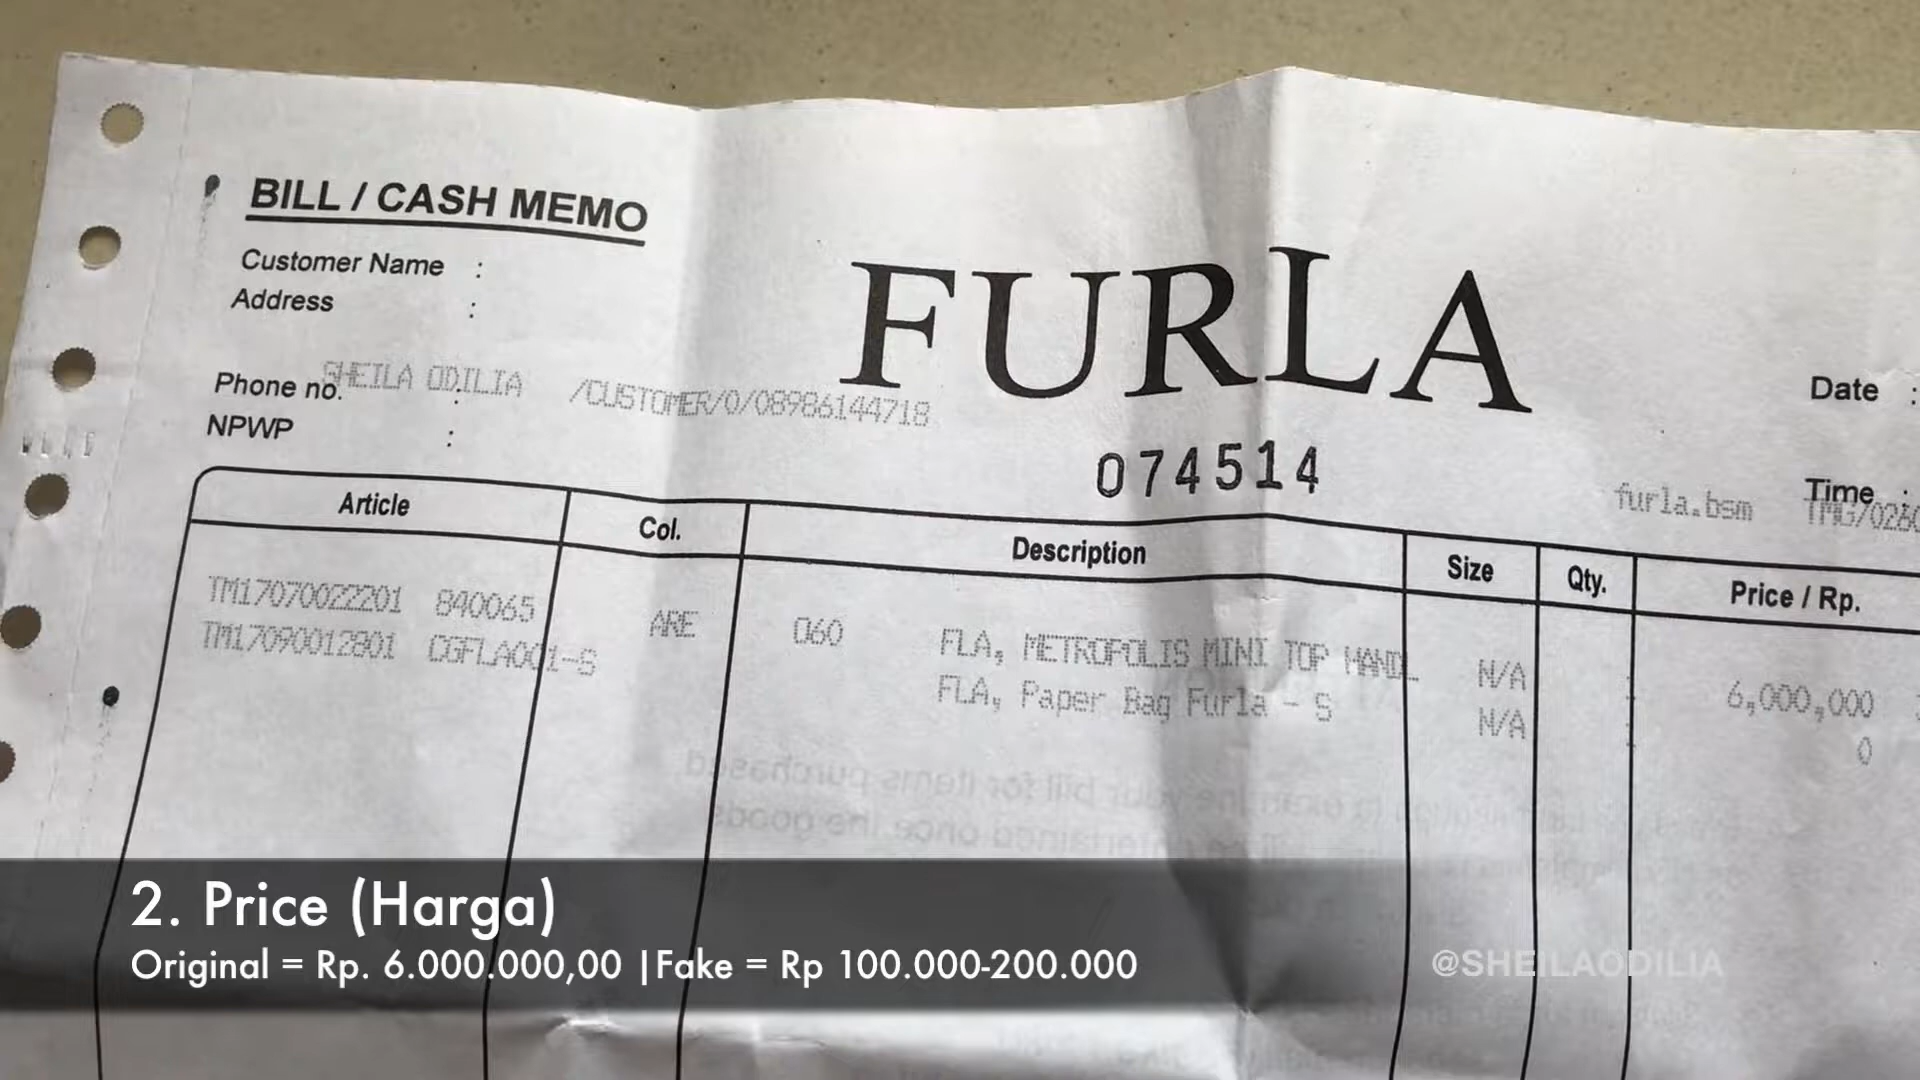 BILL / CASH MEMO
Customer Name :
Address :
FURLA
SHEILA ODILIA /CUSTOMER/0/08986144718
Phone no. :
NPWP :
Date :
074514
furla.bsm
Time :
Article Col. Description Size Qty. Price / Rp.
TM17070022201 840065 ARE 060 FLA, METROPOLIS MINI TOP HANDL N/A 6,000,000
TM17090012801 CGFLA001-S FLA, Paper Bag Furla - S N/A 0
2. Price (Harga)
Original = Rp. 6.000.000,00 |Fake = Rp 100.000-200.000
@SHEILAODILIA